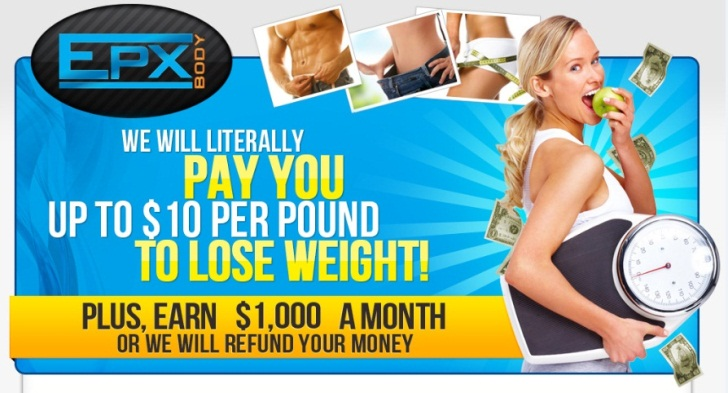 EPX
BODY
WE WILL LITERALLY
PAY YOU
UP TO $10 PER POUND
TO LOSE WEIGHT!
PLUS, EARN $1,000 A MONTH
OR WE WILL REFUND YOUR MONEY